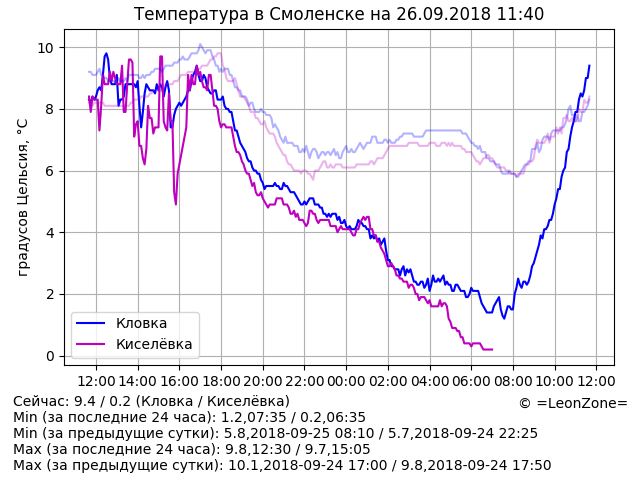 Температура в Смоленске на 26.09.2018 11:40
градусов Цельсия, °C
10
8
6
4
2
0
Кловка
Киселёвка
12:00 14:00 16:00 18:00 20:00 22:00 00:00 02:00 04:00 06:00 08:00 10:00 12:00
Сейчас: 9.4 / 0.2 (Кловка / Киселёвка)
© =LeonZone=
Min (за последние 24 часа): 1.2,07:35 / 0.2,06:35
Min (за предыдущие сутки): 5.8,2018-09-25 08:10 / 5.7,2018-09-24 22:25
Max (за последние 24 часа): 9.8,12:30 / 9.7,15:05
Max (за предыдущие сутки): 10.1,2018-09-24 17:00 / 9.8,2018-09-24 17:50